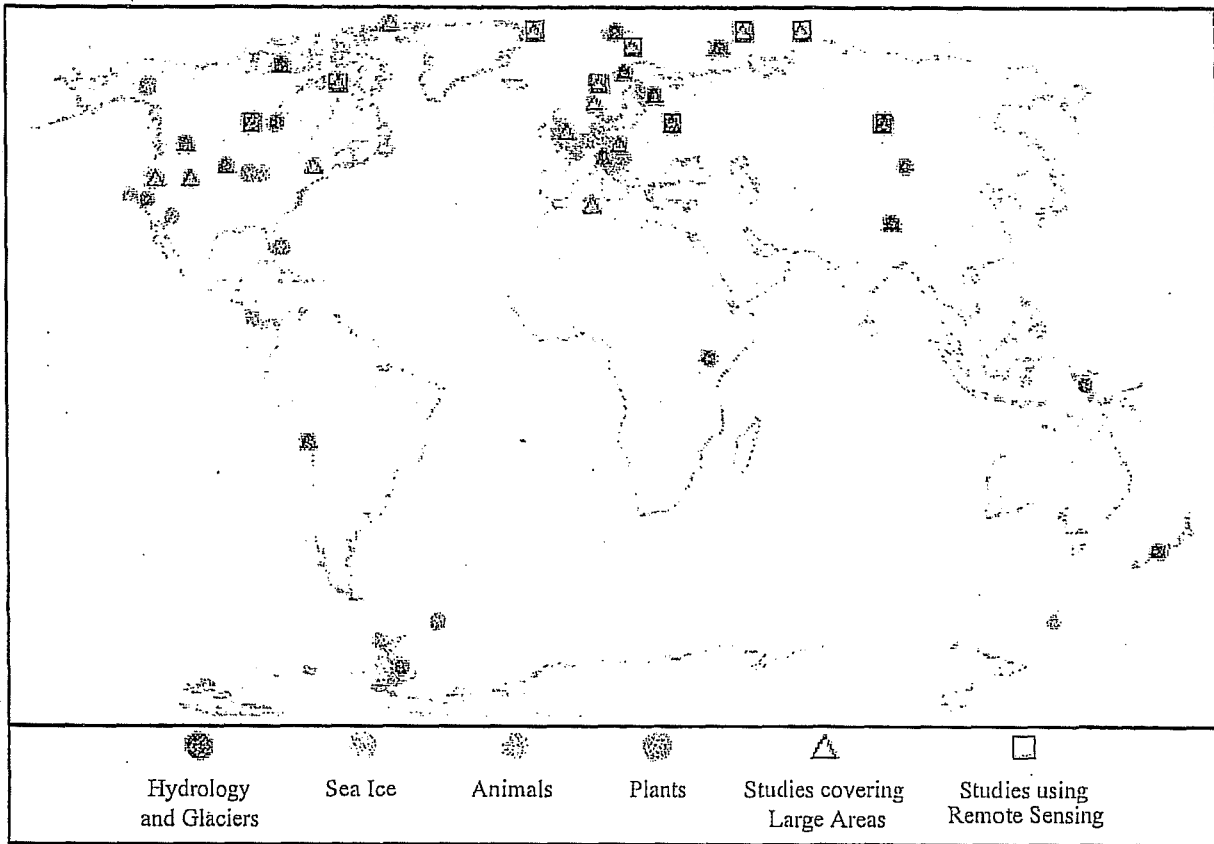 Hydrology
and Glaciers
Sea Ice
Animals
Plants
Studies covering
Large Areas
Studies using
Remote Sensing